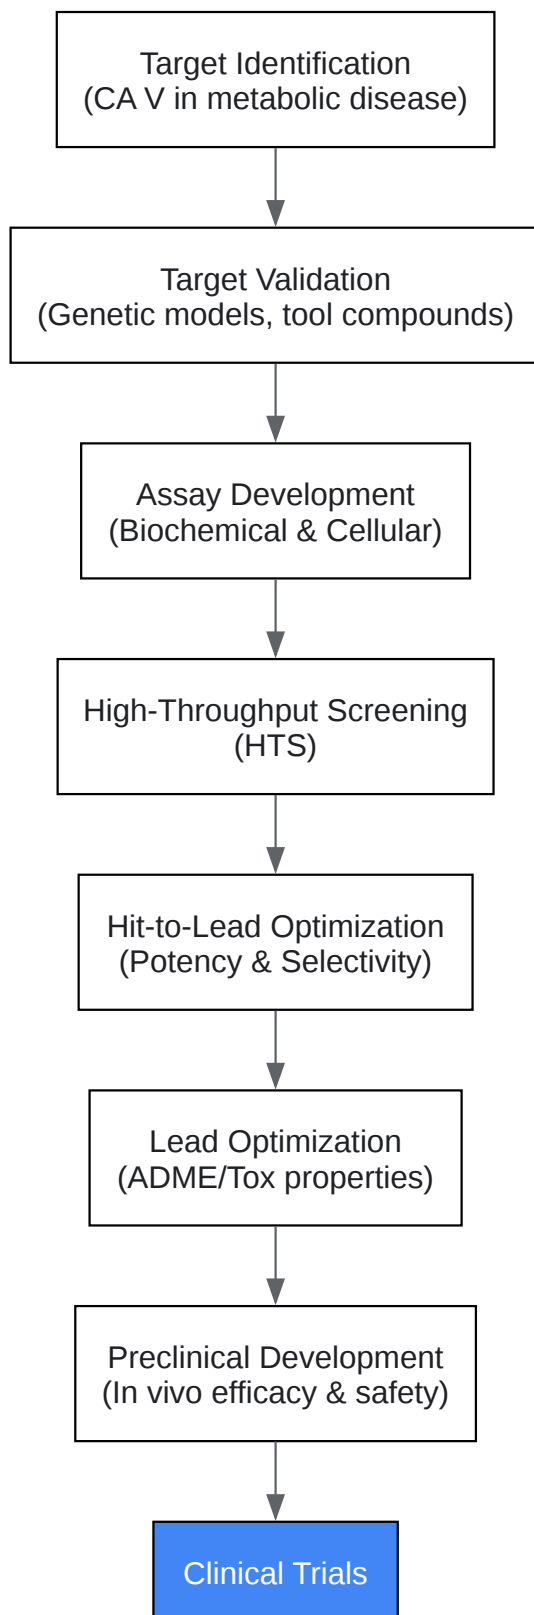 Target Identification
(CA V in metabolic disease)
Target Validation
(Genetic models, tool compounds)
Assay Development
(Biochemical & Cellular)
High-Throughput Screening
(HTS)
Hit-to-Lead Optimization
(Potency & Selectivity)
Lead Optimization
(ADME/Tox properties)
Preclinical Development
(In vivo efficacy & safety)
Clinical Trials